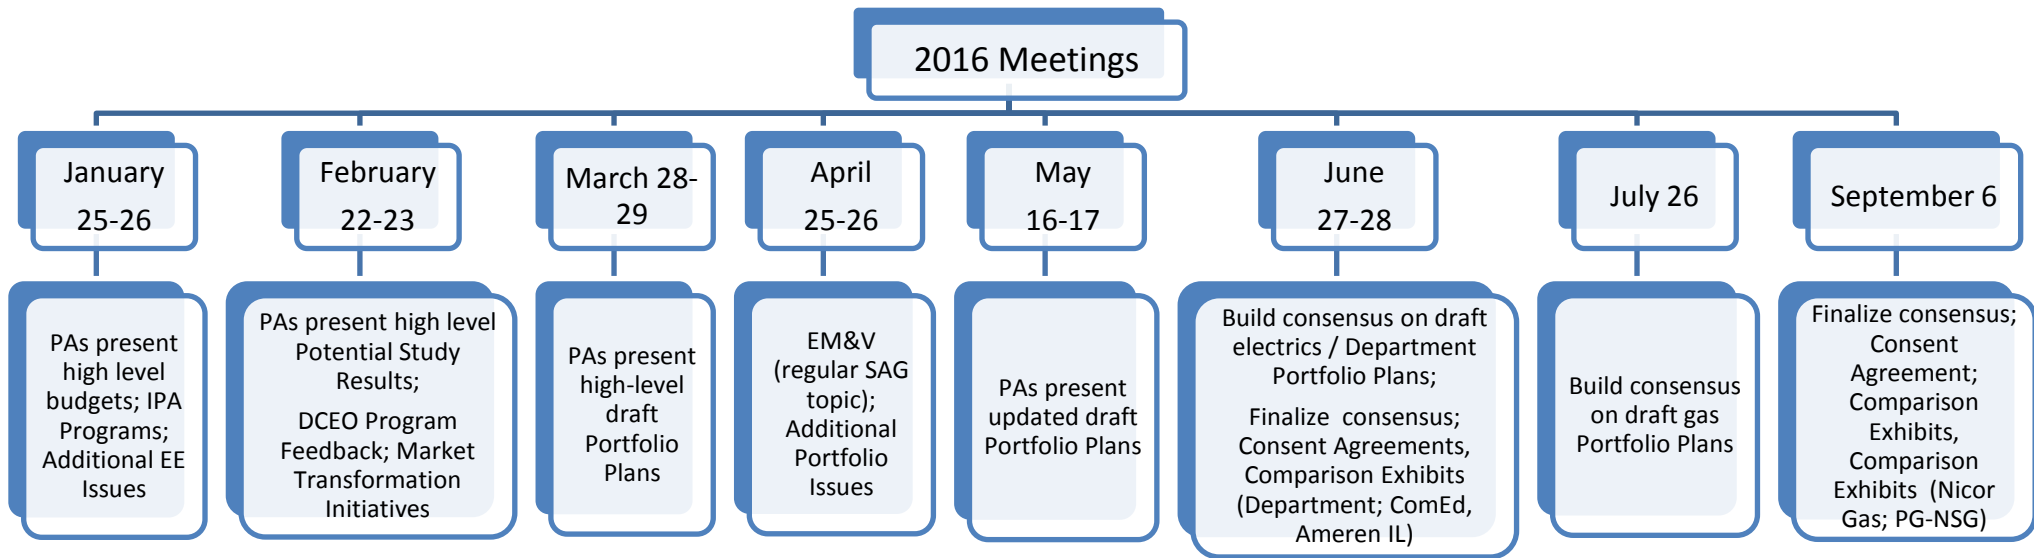 2016 Meetings
January
25-26
February
22-23
March 28-
29
April
25-26
May
16-17
June
27-28
July 26
September 6
PAs present
high level
budgets; IPA
Programs;
Additional EE
Issues
PAs present high level
Potential Study
Results;
DCEO Program
Feedback; Market
Transformation
Initiatives
PAs present
high-level
draft
Portfolio
Plans
EM&V
(regular SAG
topic);
Additional
Portfolio
Issues
PAs present
updated draft
Portfolio Plans
Build consensus on draft
electrics / Department
Portfolio Plans;
Finalize consensus;
Consent Agreements,
Comparison Exhibits
(Department; ComEd,
Ameren IL)
Build consensus
on draft gas
Portfolio Plans
Finalize consensus;
Consent
Agreement;
Comparison
Exhibits,
Comparison
Exhibits (Nicor
Gas; PG-NSG)